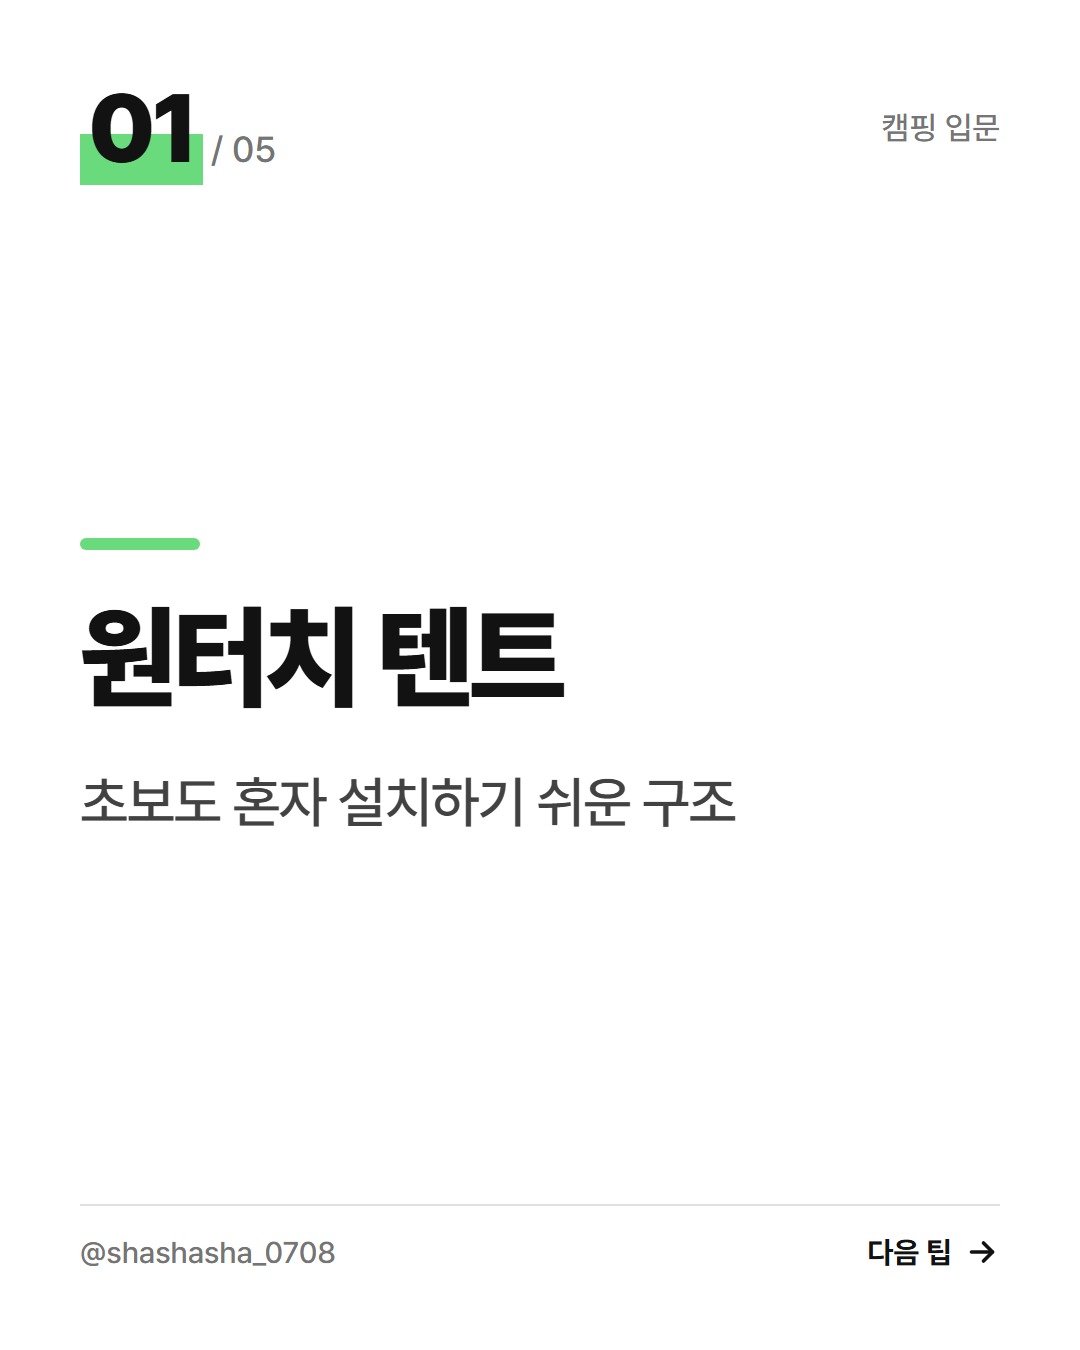 01 / 05
캠핑 입문
원터치 텐트
초보도 혼자 설치하기 쉬운 구조
@shashasha_0708
다음 팁 →